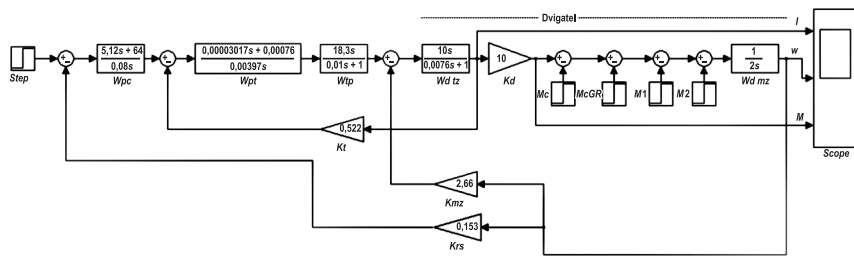 Dvigatel
I
Step
5,12s + 64
0,08s
Wpc
0,00003017s + 0,00076
0,00397s
Wpt
18,3s
0,01s + 1
Wtp
10s
0,0076s + 1
Wd tz
10
Kd
Mc
McGR
M1
M2
1
2s
Wd mz
w
M
Scope
0,522
Kt
2,66
Kmz
0,153
Krs